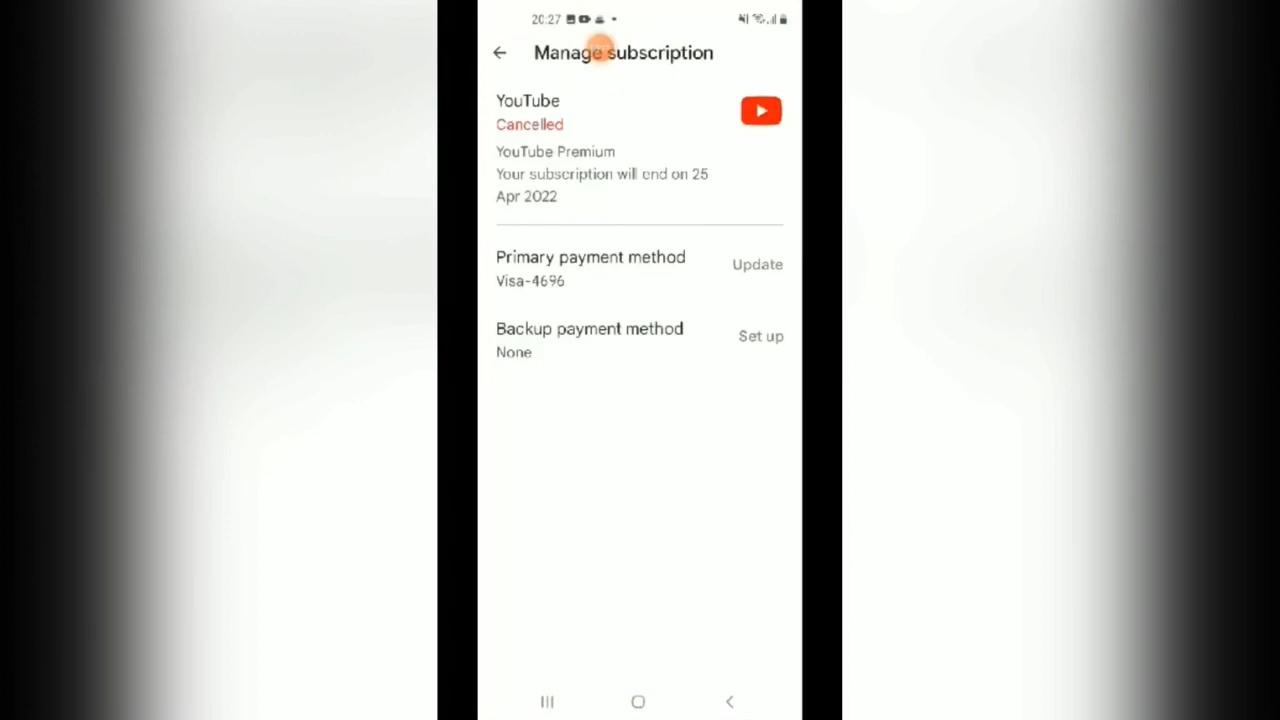 20:27
Manage subscription
YouTube
Cancelled
YouTube Premium
Your subscription will end on 25
Apr 2022
Primary payment method
Update
Visa-4696
Backup payment method
Set up
None